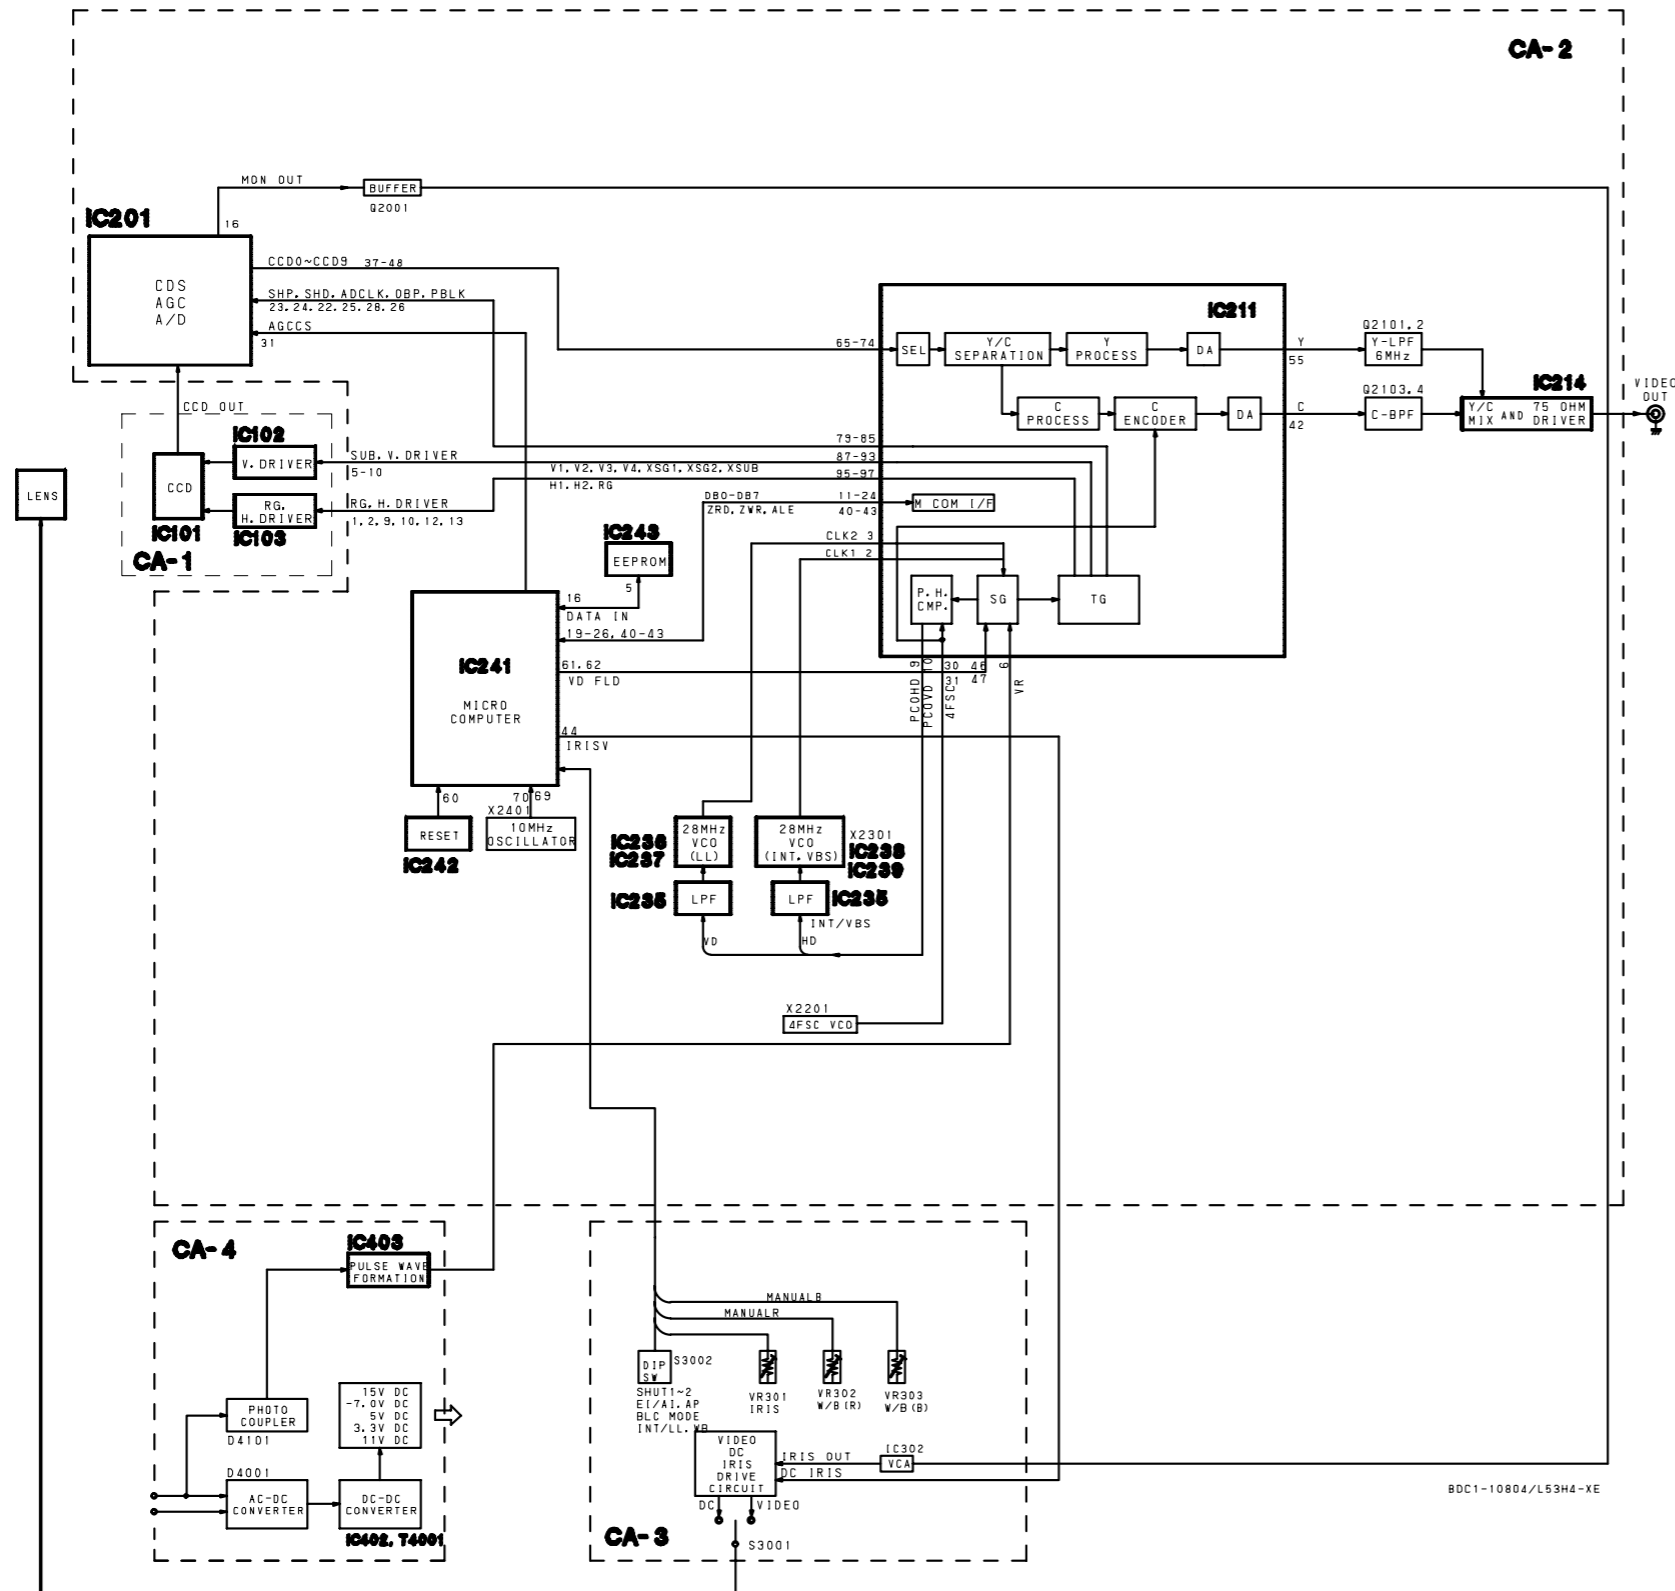 CA-2
MON OUT
BUFFER
Q2001
16
IC201
CDS
AGC
A/D
CCD0~CCD9 37-48
SHP. SHD. ADCLK. OBP. PBLK
23. 24. 22. 25. 28. 26
AGCCS
31
IC211
65-74
SEL
Y/C
SEPARATION
Y
PROCESS
DA
Y
55
Q2101. 2
Y-LPF
6MHz
C
PROCESS
C
ENCODER
DA
C
42
Q2103. 4
C-BPF
IC214
Y/C
MIX
AND
75 OHM
DRIVER
VIDEO
OUT
CCD OUT
IC102
V. DRIVER
SUB. V. DRIVER
5-10
79-85
87-93
V1. V2. V3. V4. XSG1. XSG2. XSUB
95-97
H1. H2. RG
LENS
CCD
IC101
RG.
H. DRIVER
IC103
RG. H. DRIVER
1. 2. 9. 10. 12. 13
CA-1
DB0-DB7
ZRD. ZWR. ALE
11-24
40-43
M COM I/F
IC243
EEPROM
5
CLK2 3
CLK1 2
P. H.
CMP.
SG
TG
16
DATA IN
19-26. 40-43
IC241
MICRO
COMPUTER
61. 62
VD FLD
44
IRISV
PCOHD 9
PCOVD 10
30
31
4FSC
46
47
6
VR
60
RESET
IC242
70 69
X2401
10MHz
OSCILLATOR
IC236
IC237
28MHz
VCO
(LL)
28MHz
VCO
(INT. VBS)
X2301
IC238
IC239
IC235
LPF
LPF
IC235
INT/VBS
VD
HD
X2201
4FSC VCO
CA-4
IC403
PULSE WAVE
FORMATION
MANUALB
MANUALR
DIP
SW
S3002
SHUT1~2
EI/AI. AP
BLC MODE
INT/LL. WB
VR301
IRIS
VR302
W/B (R)
VR303
W/B (B)
PHOTO
COUPLER
D4101
15V DC
-7. 0V DC
5V DC
3. 3V DC
11V DC
D4001
AC-DC
CONVERTER
DC-DC
CONVERTER
IC402, T4001
VIDEO
DC
IRIS
DRIVE
CIRCUIT
IRIS OUT
DC IRIS
IC302
VCA
DC
VIDEO
CA-3
S3001
BDC1-10804/L53H4-XE